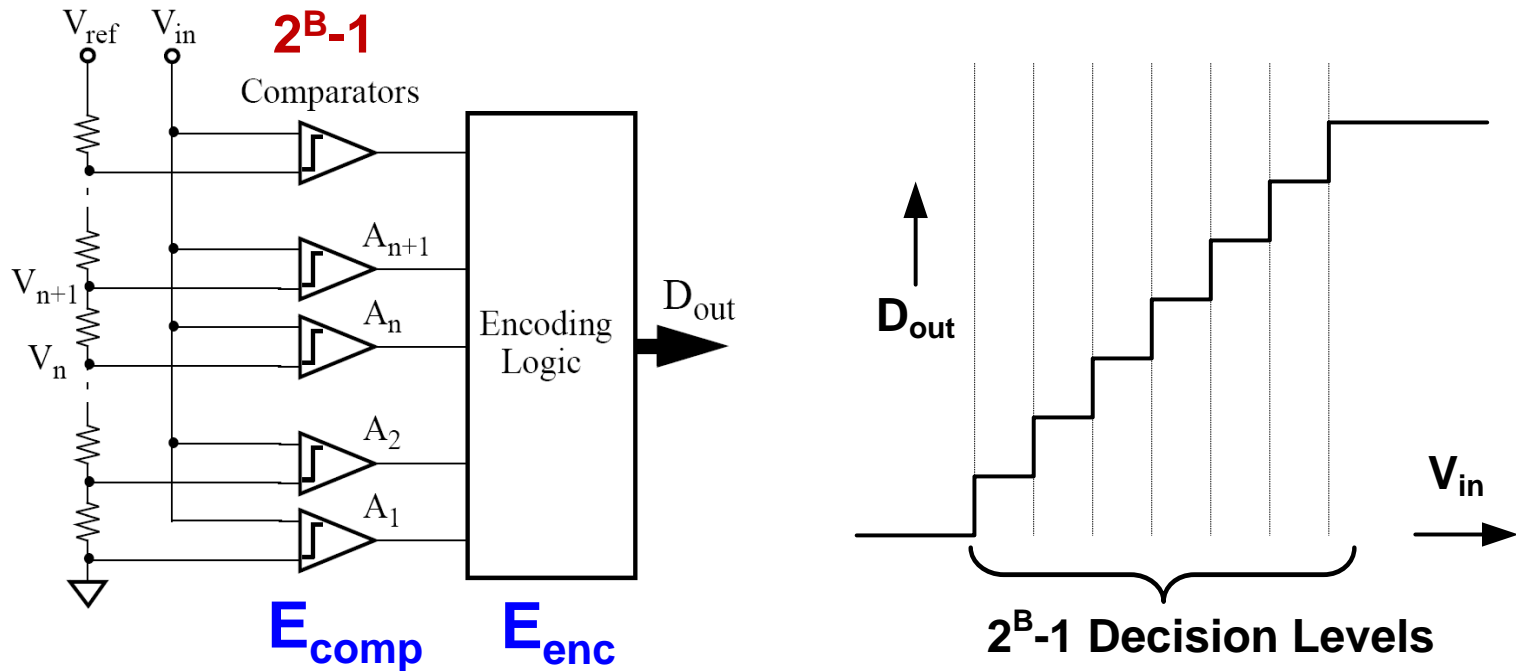 V_ref V_in 2^B-1
Comparators
A_n+1
V_n+1
A_n
V_n
Encoding
Logic
D_out
A_2
A_1
E_comp E_enc
D_out
V_in
2^B-1 Decision Levels